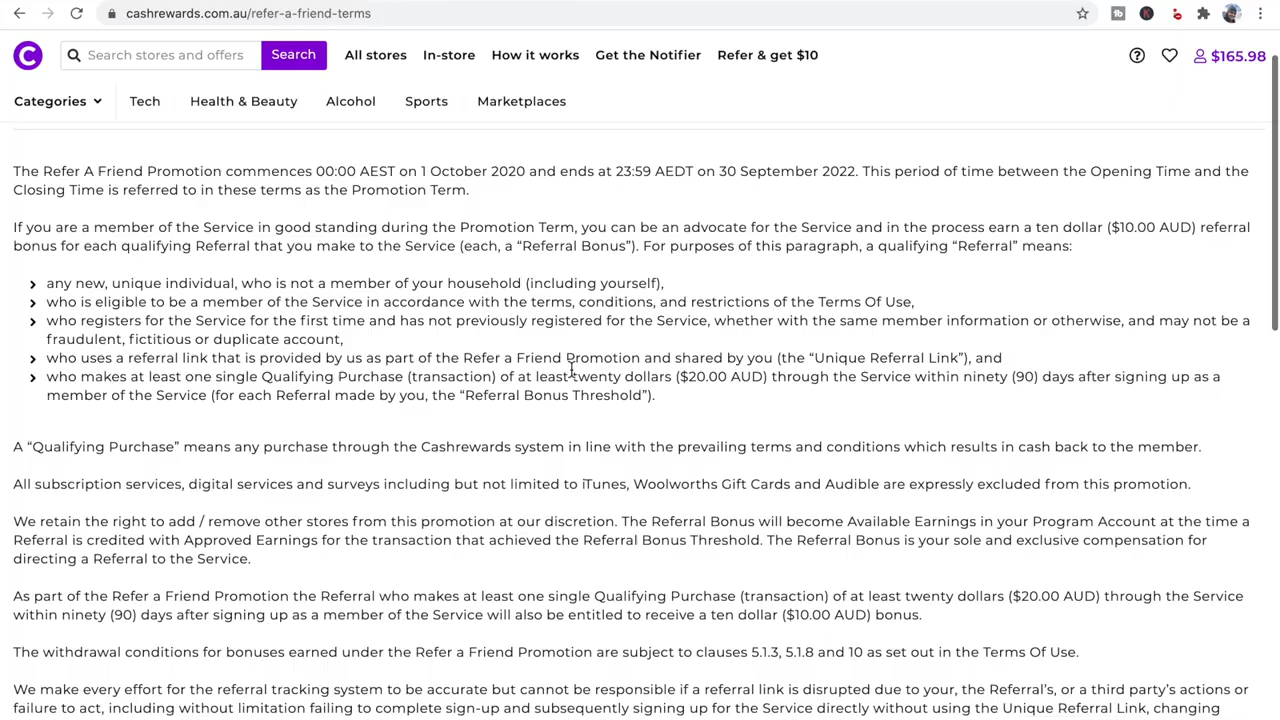 cashrewards.com.au/refer-a-friend-terms
C Search stores and offers Search All stores In-store How it works Get the Notifier Refer & get $10 $165.98
Categories Tech Health & Beauty Alcohol Sports Marketplaces
The Refer A Friend Promotion commences 00:00 AEST on 1 October 2020 and ends at 23:59 AEDT on 30 September 2022. This period of time between the Opening Time and the
Closing Time is referred to in these terms as the Promotion Term.
If you are a member of the Service in good standing during the Promotion Term, you can be an advocate for the Service and in the process earn a ten dollar ($10.00 AUD) referral
bonus for each qualifying Referral that you make to the Service (each, a “Referral Bonus”). For purposes of this paragraph, a qualifying “Referral” means:
any new, unique individual, who is not a member of your household (including yourself),
who is eligible to be a member of the Service in accordance with the terms, conditions, and restrictions of the Terms Of Use,
who registers for the Service for the first time and has not previously registered for the Service, whether with the same member information or otherwise, and may not be a
fraudulent, fictitious or duplicate account,
who uses a referral link that is provided by us as part of the Refer a Friend Promotion and shared by you (the “Unique Referral Link”), and
who makes at least one single Qualifying Purchase (transaction) of at least twenty dollars ($20.00 AUD) through the Service within ninety (90) days after signing up as a
member of the Service (for each Referral made by you, the “Referral Bonus Threshold”).
A “Qualifying Purchase” means any purchase through the Cashrewards system in line with the prevailing terms and conditions which results in cash back to the member.
All subscription services, digital services and surveys including but not limited to iTunes, Woolworths Gift Cards and Audible are expressly excluded from this promotion.
We retain the right to add / remove other stores from this promotion at our discretion. The Referral Bonus will become Available Earnings in your Program Account at the time a
Referral is credited with Approved Earnings for the transaction that achieved the Referral Bonus Threshold. The Referral Bonus is your sole and exclusive compensation for
directing a Referral to the Service.
As part of the Refer a Friend Promotion the Referral who makes at least one single Qualifying Purchase (transaction) of at least twenty dollars ($20.00 AUD) through the Service
within ninety (90) days after signing up as a member of the Service will also be entitled to receive a ten dollar ($10.00 AUD) bonus.
The withdrawal conditions for bonuses earned under the Refer a Friend Promotion are subject to clauses 5.1.3, 5.1.8 and 10 as set out in the Terms Of Use.
We make every effort for the referral tracking system to be accurate but cannot be responsible if a referral link is disrupted due to your, the Referral’s, or a third party’s actions or
failure to act, including without limitation failing to complete sign-up and subsequently signing up for the Service directly without using the Unique Referral Link, changing